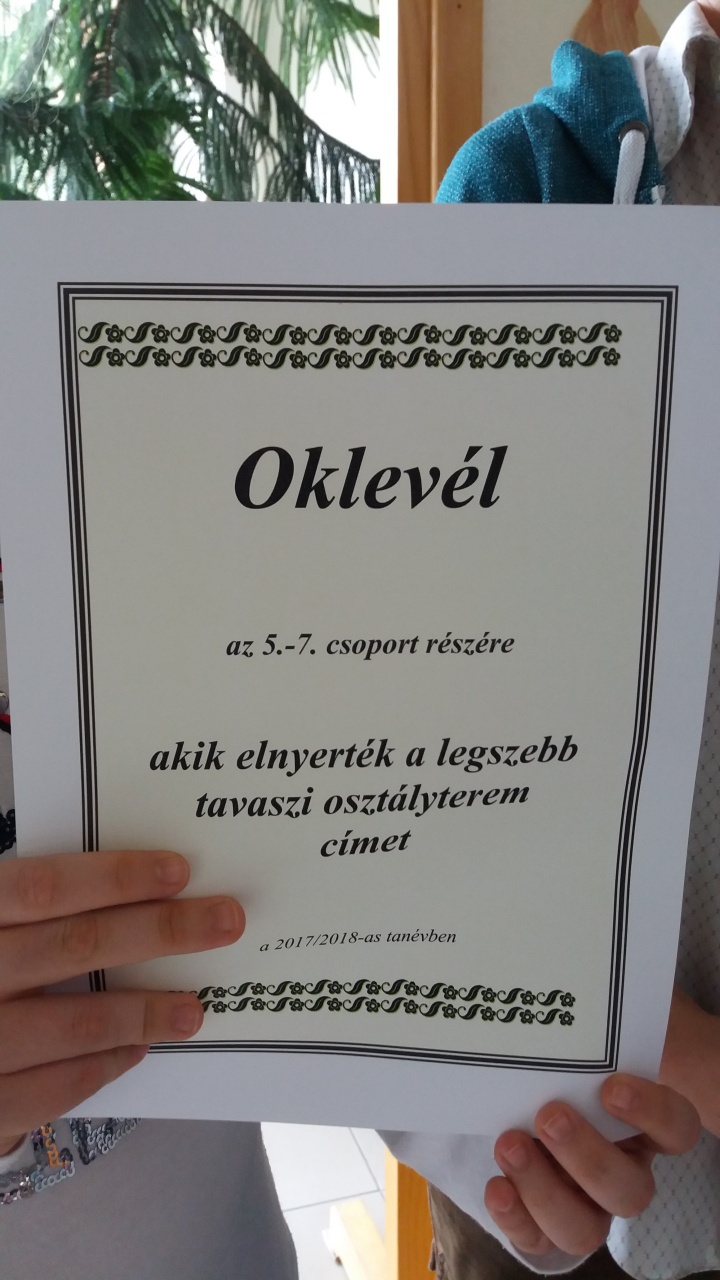 Oklevél
az 5.-7. csoport részére
akik elnyerték a legszebb
tavaszi osztályterem
címet
a 2017/2018-as tanévben